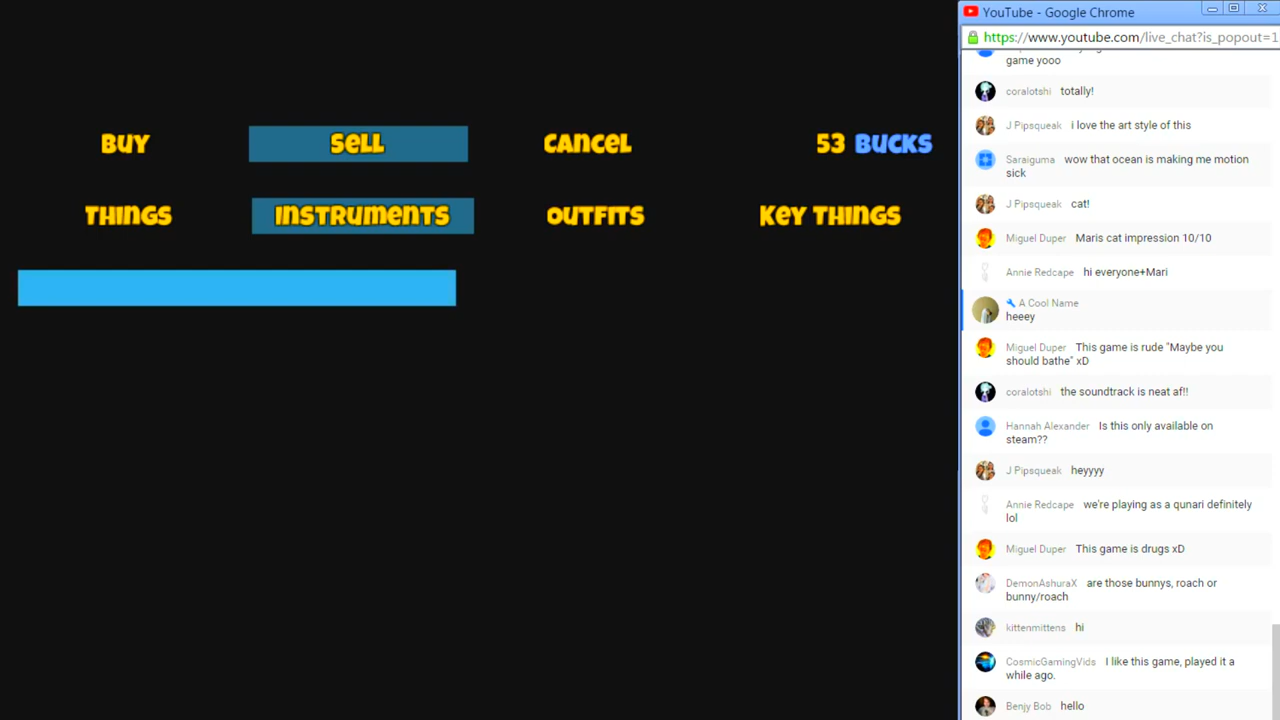 YouTube - Google Chrome
https://www.youtube.com/live_chat?is_popout=1
BUY
SELL
CANCEL
53 BUCKS
THINGS
INSTRUMENTS
OUTFITS
KEY THINGS
game yooo
coralotshi totally!
J Pipsqueak i love the art style of this
Saraiguma wow that ocean is making me motion
sick
J Pipsqueak cat!
Miguel Duper Maris cat impression 10/10
Annie Redcape hi everyone+Mari
A Cool Name
heeey
Miguel Duper This game is rude "Maybe you
should bathe" xD
coralotshi the soundtrack is neat af!!
Hannah Alexander Is this only available on
steam??
J Pipsqueak heyyyy
Annie Redcape we're playing as a qunari definitely
lol
Miguel Duper This game is drugs xD
DemonAshuraX are those bunnys, roach or
bunny/roach
kittenmittens hi
CosmicGamingVids I like this game, played it a
while ago.
Benjy Bob hello